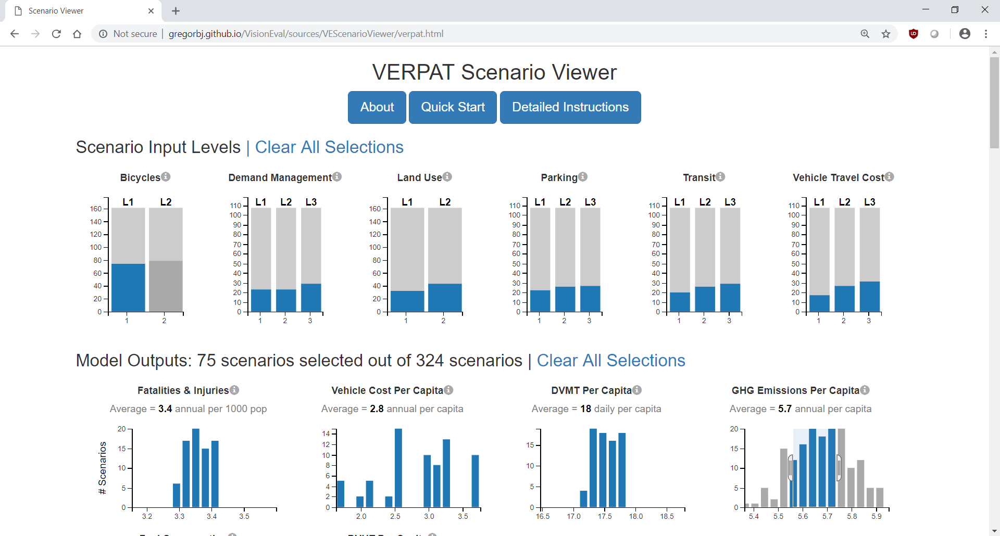 Scenario Viewer
Not secure | gregorbj.github.io/VisionEval/sources/VEScenarioViewer/verpat.html
VERPAT Scenario Viewer
About Quick Start Detailed Instructions
Scenario Input Levels | Clear All Selections
Bicycles Demand Management Land Use Parking Transit Vehicle Travel Cost
L1 L2 L1 L2 L3 L1 L2 L1 L2 L3 L1 L2 L3 L1 L2 L3
160 110 160 110 110 110
140 100 140 100 100 100
120 90 120 90 90 90
100 80 100 80 80 80
80 70 80 70 70 70
60 60 60 60 60 60
40 50 40 50 50 50
20 40 20 40 40 40
0 30 0 30 30 30
20 20 20 20
10 10 10 10
0 0 0 0
1 2 1 2 3 1 2 1 2 3 1 2 3 1 2 3
Model Outputs: 75 scenarios selected out of 324 scenarios | Clear All Selections
Fatalities & Injuries Vehicle Cost Per Capita DVMT Per Capita GHG Emissions Per Capita
Average = 3.4 annual per 1000 pop Average = 2.8 annual per capita Average = 18 daily per capita Average = 5.7 annual per capita
# Scenarios
20 14 15 20
15 12 10 15
10 10 5 10
5 8 0 5
0 6 0
4
2
0
3.2 3.3 3.4 3.5 2.0 2.5 3.0 3.5 16.5 17.0 17.5 18.0 18.5 5.4 5.5 5.6 5.7 5.8 5.9